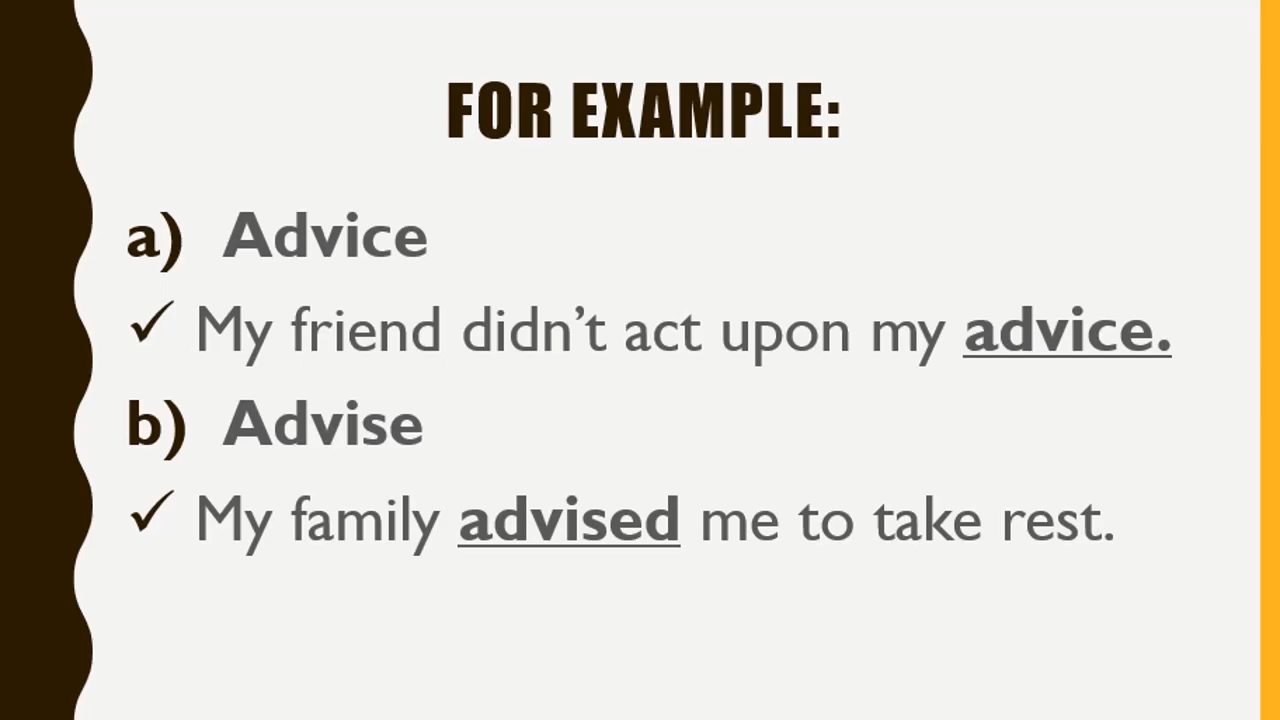 FOR EXAMPLE:
a) Advice
✓ My friend didn’t act upon my advice.
b) Advise
✓ My family advised me to take rest.